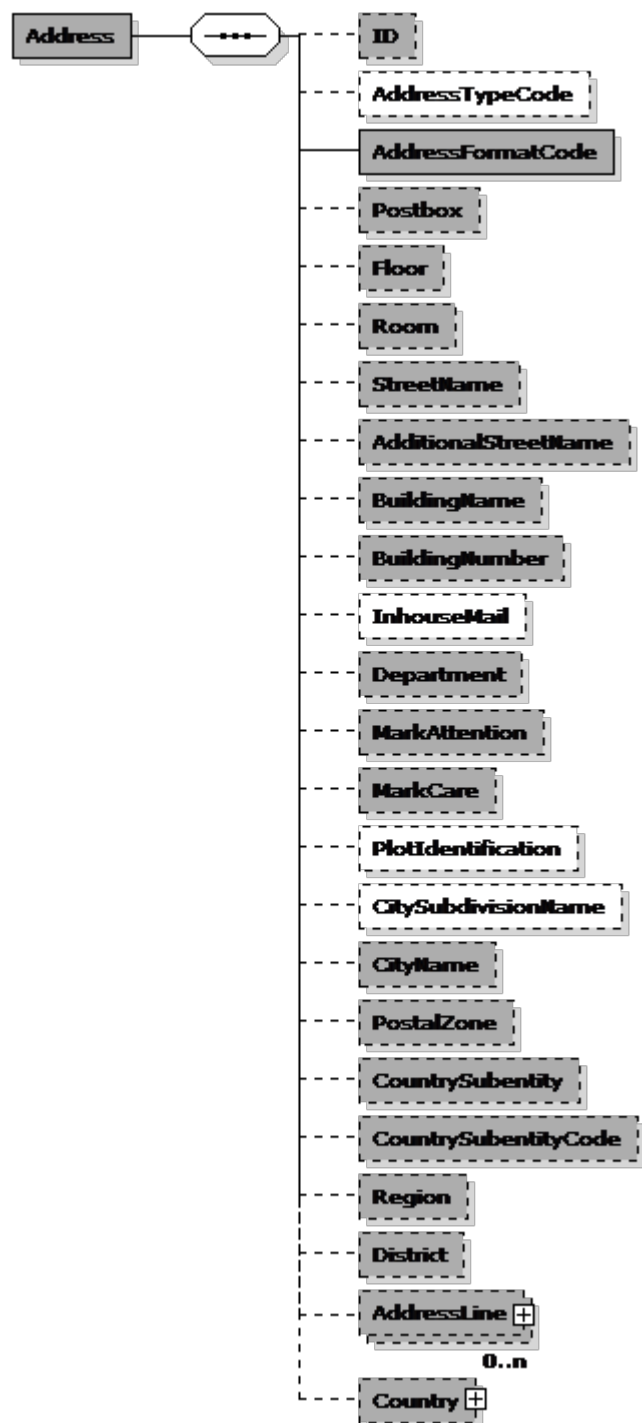 Address
ID
AddressTypeCode
AddressFormatCode
Postbox
Floor
Room
StreetName
AdditionalStreetName
BuildingName
BuildingNumber
InhouseMail
Department
MarkAttention
MarkCare
PlotIdentification
CitySubdivisionName
CityName
PostalZone
CountrySubentity
CountrySubentityCode
Region
District
AddressLine
0..n
Country